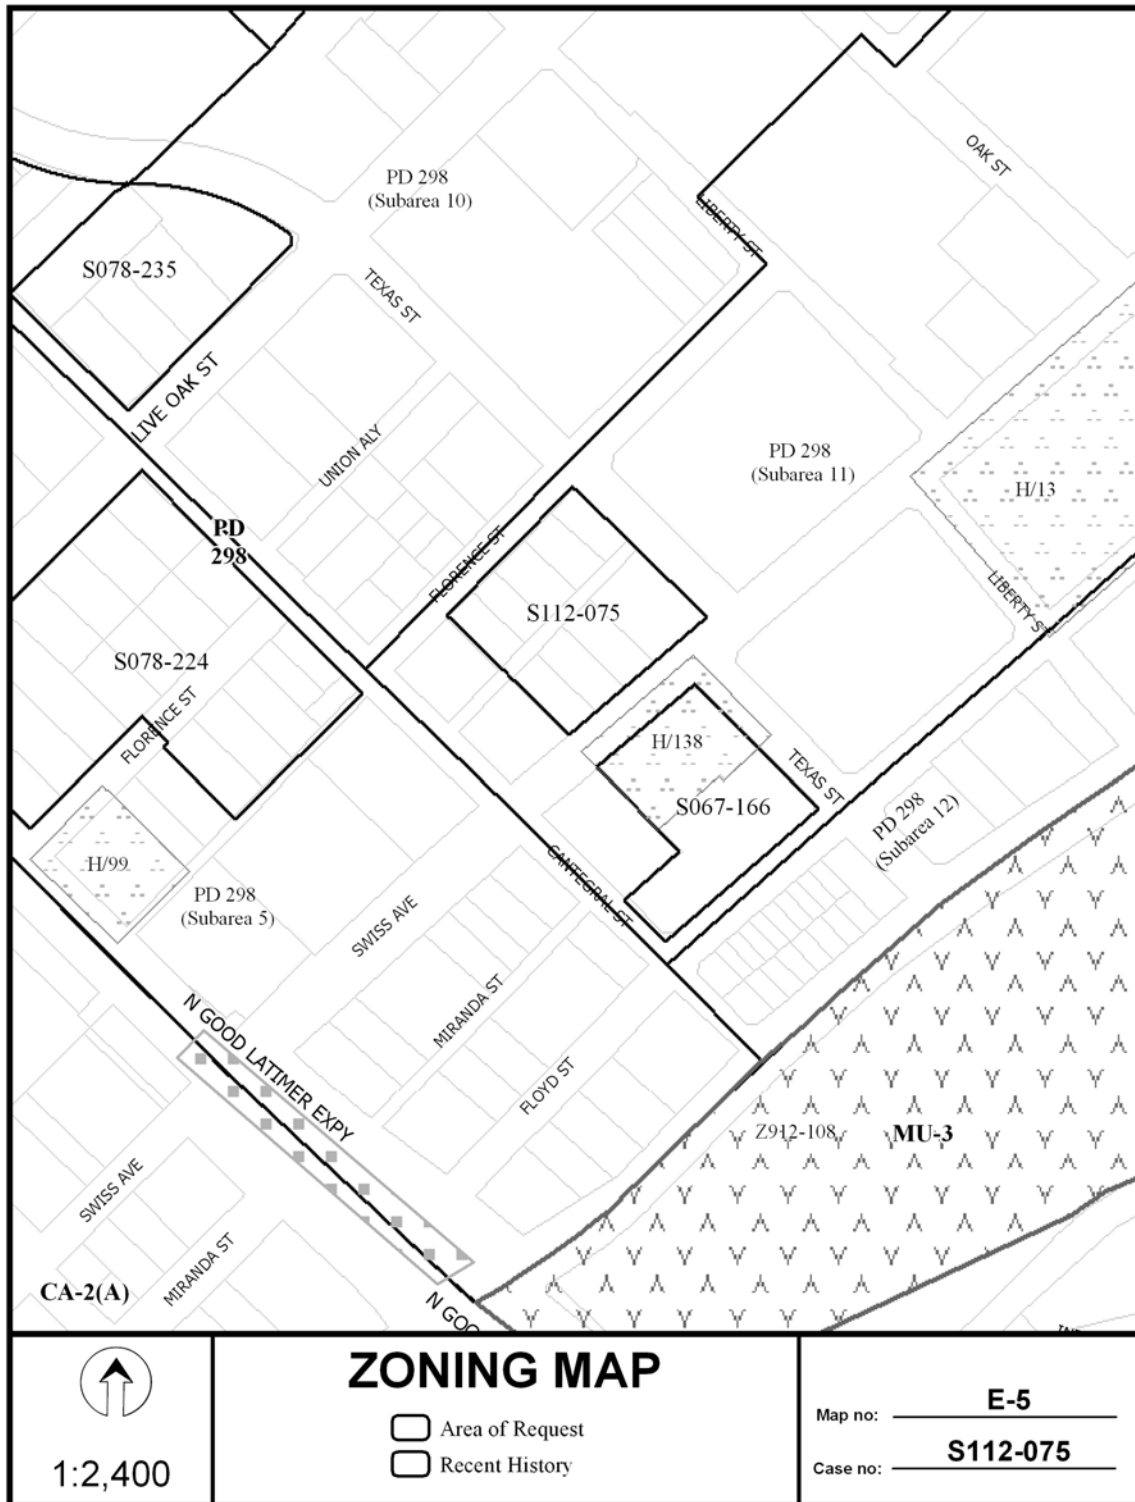 OAK ST
PD 298
(Subarea 10)
LIBERTY ST
S078-235
TEXAS ST
LIVE OAK ST
UNION ALY
PD 298
(Subarea 11)
H/13
PD
298
FLORENCE ST
LIBERTY ST
S112-075
S078-224
FLORENCE ST
H/138
TEXAS ST
S067-166
PD 298
(Subarea 12)
H/99
CANTEGRAL ST
PD 298
(Subarea 5)
SWISS AVE
MIRANDA ST
N GOOD LATIMER EXPY
FLOYD ST
Z912-108
MU-3
SWISS AVE
MIRANDA ST
CA-2(A)
N GOO
ZONING MAP
Area of Request
Recent History
1:2,400
Map no: E-5
Case no: S112-075